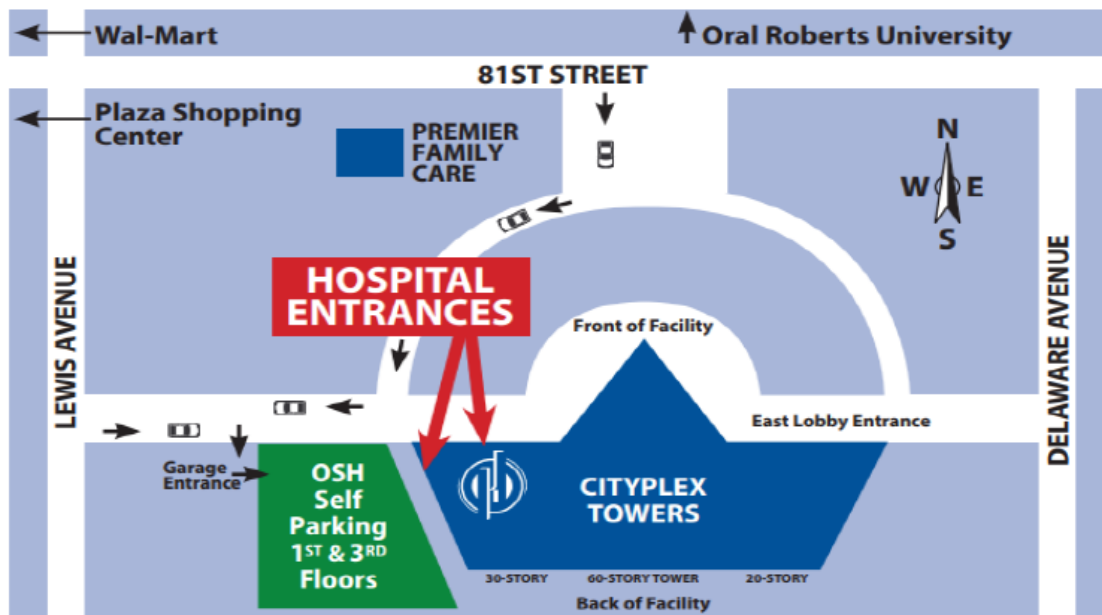 Wal-Mart
Oral Roberts University
81ST STREET
Plaza Shopping
Center
PREMIER
FAMILY
CARE
N
W E
S
HOSPITAL
ENTRANCES
Front of Facility
LEWIS AVENUE
DELAWARE AVENUE
East Lobby Entrance
Garage
Entrance
OSH
Self
Parking
1ST & 3RD
Floors
CITYPLEX
TOWERS
30-STORY
60-STORY TOWER
20-STORY
Back of Facility